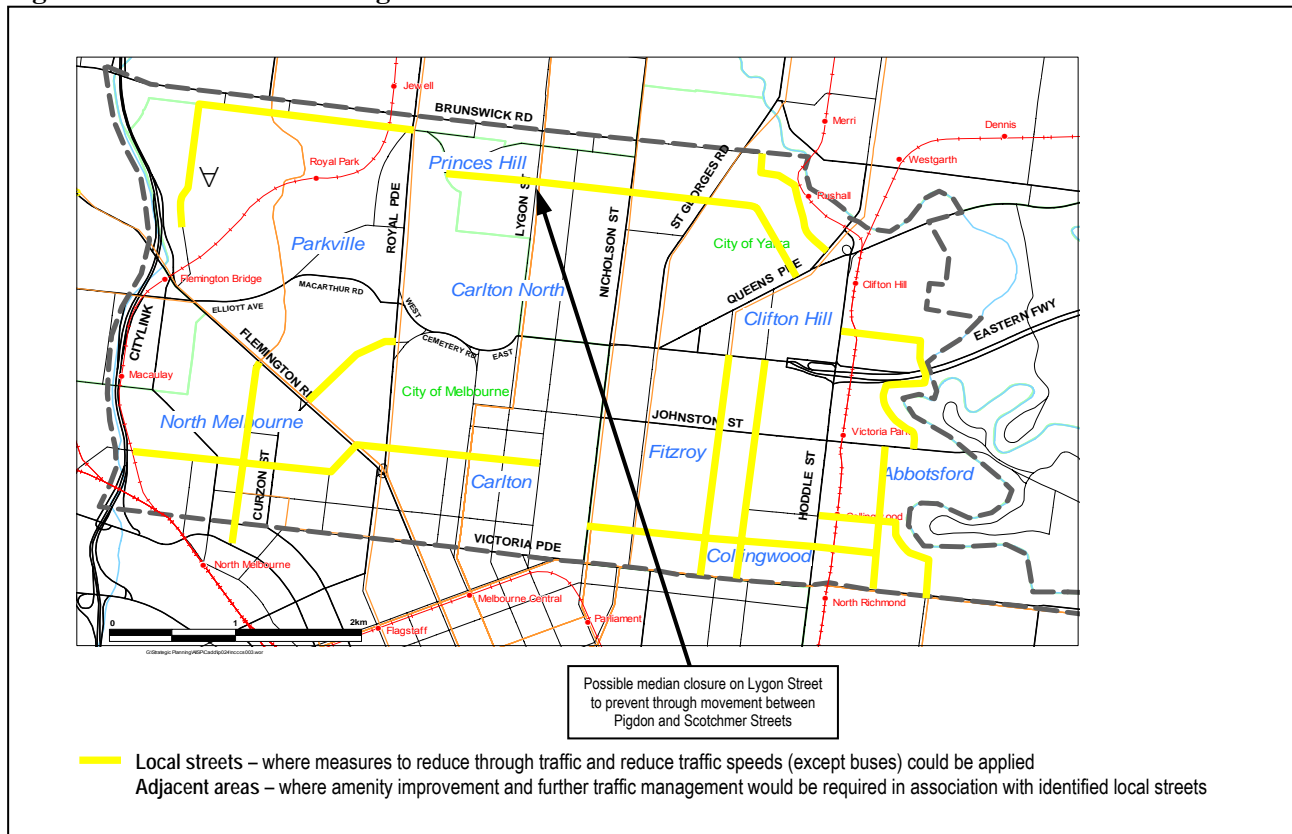 Jewell
BRUNSWICK RD
Merri
Dennis
Westgarth
Royal Park
Princes Hill
ROYAL PDE
LYGON ST
NICHOLSON ST
ST GEORGES RD
Rushall
Parkville
City of Yarra
QUEENS PDE
Flemington Bridge
MACARTHUR RD
ELLIOTT AVE
WEST
CEMETERY RD
EAST
Carlton North
Clifton Hill
Clifton Hill
EASTERN FWY
CITYLINK
FLEMINGTON RD
Macaulay
City of Melbourne
North Melbourne
JOHNSTON ST
Victoria Park
Fitzroy
HODDLE ST
Abbotsford
CURZON ST
Carlton
Collingwood
VICTORIA PDE
Collingwood
North Melbourne
Melbourne Central
North Richmond
Parliament
Flagstaff
0 1 2km
Possible median closure on Lygon Street
to prevent through movement between
Pigdon and Scotchmer Streets
Local streets – where measures to reduce through traffic and reduce traffic speeds (except buses) could be applied
Adjacent areas – where amenity improvement and further traffic management would be required in association with identified local streets